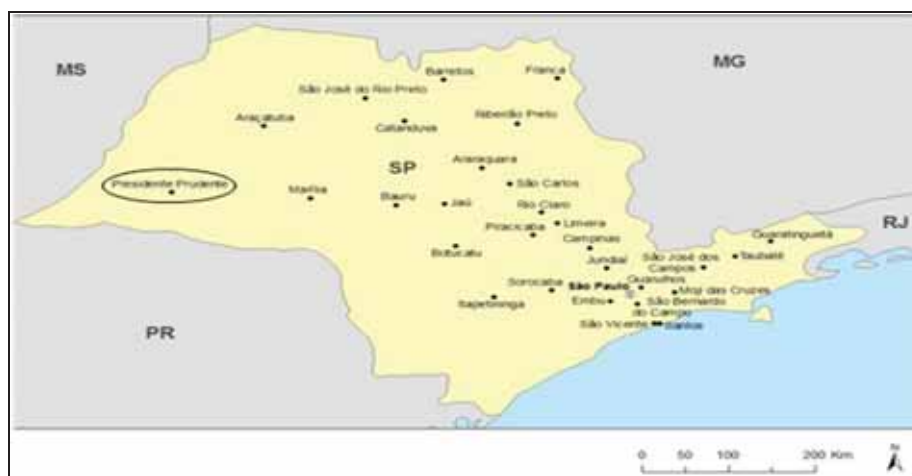 MS
MG
Barretos
Franca
São José do Rio Preto
Araçatuba
Catanduva
Ribeirão Preto
Araraquara
SP
Presidente Prudente
Marília
Bauru
Jaú
São Carlos
Rio Claro
Limeira
Piracicaba
Campinas
Botucatu
Jundiaí
RJ
Guaratinguetá
Taubaté
São José dos
Campos
Sorocaba
São Paulo
Guarulhos
Moji das Cruzes
Itapetininga
Embu
São Bernardo
do Campo
São Vicente
Santos
PR
0 50 100 200 Km
N